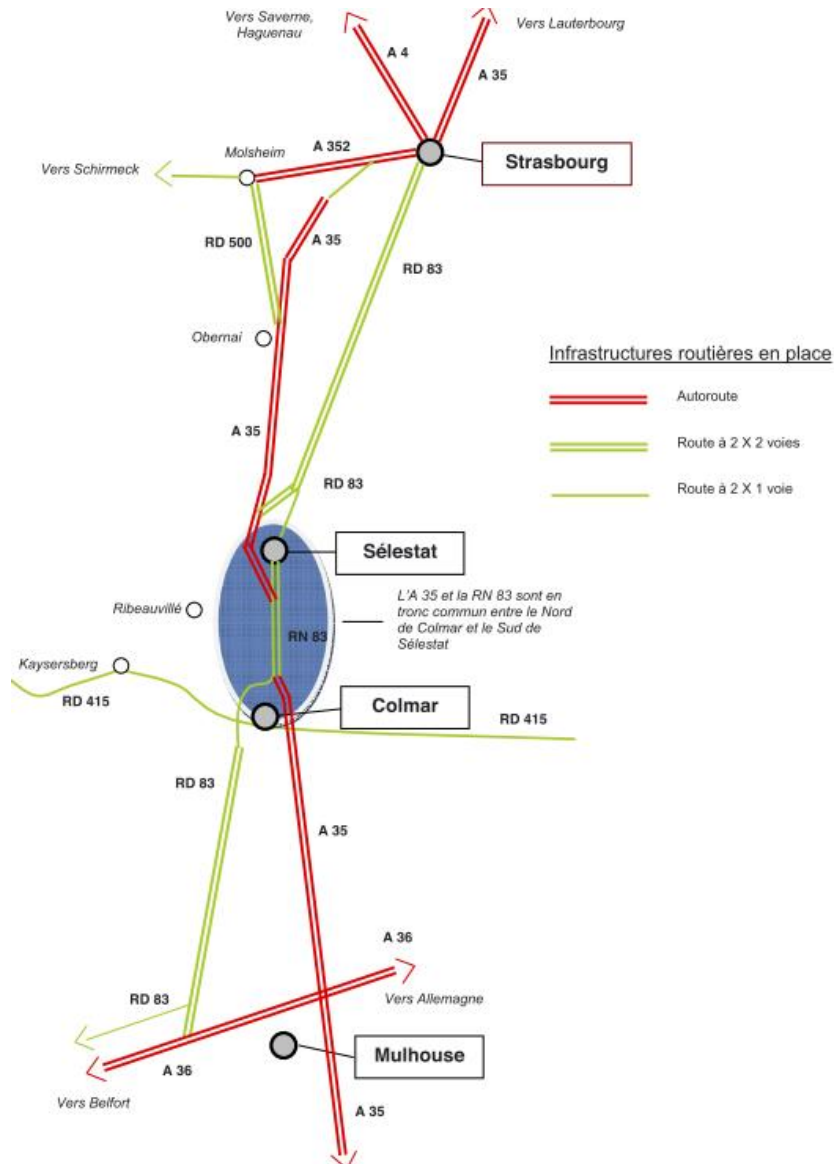 Vers Saverne,
Haguenau
Vers Lauterbourg
A 4
A 35
A 352
Molsheim
Vers Schirmeck
Strasbourg
A 35
RD 500
RD 83
Obernai
Infrastructures routières en place
Autoroute
A 35
Route à 2 X 2 voies
RD 83
Route à 2 X 1 voie
Sélestat
L'A 35 et la RN 83 sont en
tronc commun entre le Nord
de Colmar et le Sud de
Sélestat
Ribeauvillé
RN 83
Kaysersberg
RD 415
Colmar
RD 415
RD 83
A 35
A 36
RD 83
Vers Allemagne
Mulhouse
A 36
Vers Belfort
A 35